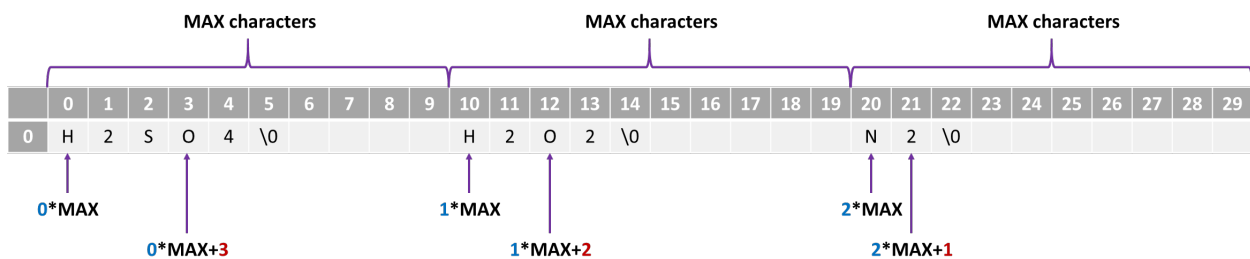 MAX characters MAX characters MAX characters
0 1 2 3 4 5 6 7 8 9 10 11 12 13 14 15 16 17 18 19 20 21 22 23 24 25 26 27 28 29
0 H 2 S O 4 \0 H 2 O 2 \0 N 2 \0
0*MAX 1*MAX 2*MAX
0*MAX+3 1*MAX+2 2*MAX+1